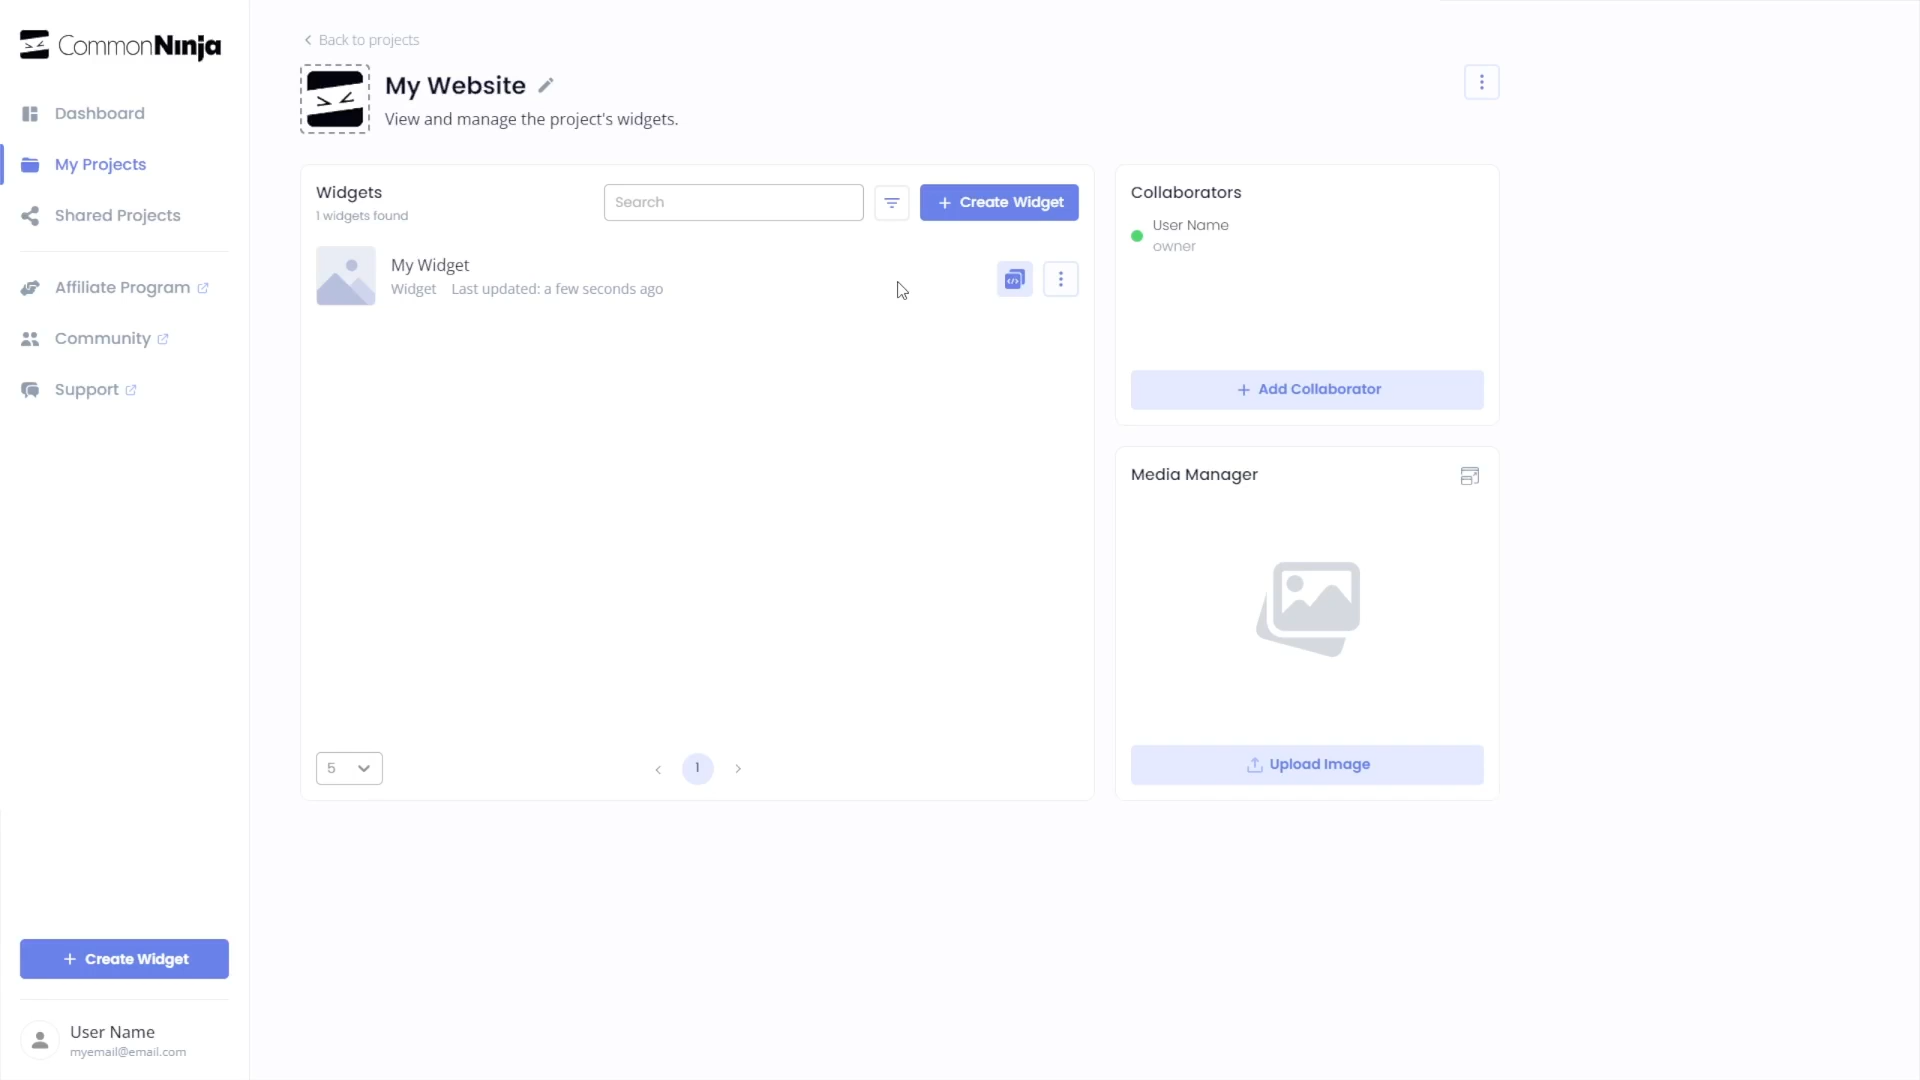 CommonNinja
Dashboard
My Projects
Shared Projects
Affiliate Program
Community
Support
Create Widget
User Name
myemail@email.com
Back to projects
My Website
View and manage the project's widgets.
Widgets
1 widgets found
Search
Create Widget
My Widget
Widget Last updated: a few seconds ago
5
1
Collaborators
User Name
owner
Add Collaborator
Media Manager
Upload Image